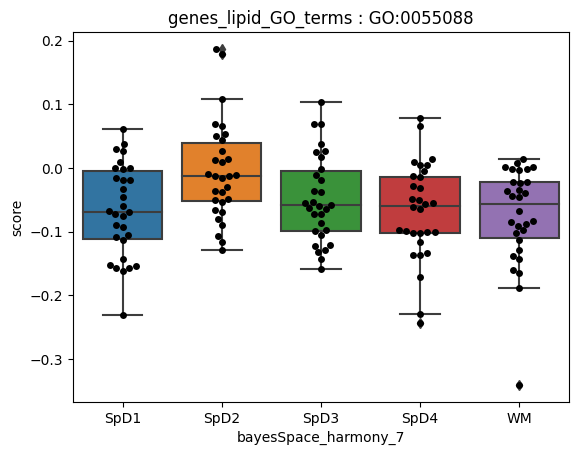 genes_lipid_GO_terms : GO:0055088
score
0.2
0.1
0.0
−0.1
−0.2
−0.3
SpD1 SpD2 SpD3 SpD4 WM
bayesSpace_harmony_7